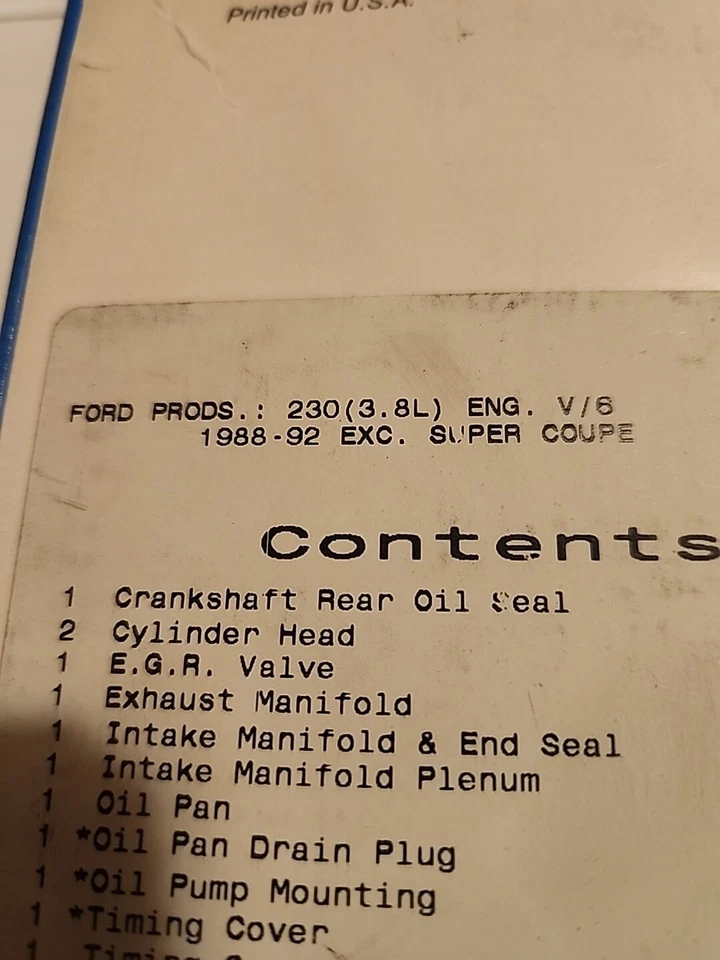 Printed in U.S.A.
FORD PRODS.: 230(3.8L) ENG. V/6
1988-92 EXC. SUPER COUPE
Contents
1 Crankshaft Rear Oil Seal
2 Cylinder Head
1 E.G.R. Valve
1 Exhaust Manifold
1 Intake Manifold & End Seal
1 Intake Manifold Plenum
1 Oil Pan
1 *Oil Pan Drain Plug
1 *Oil Pump Mounting
1 *Timing Cover
1 Timing